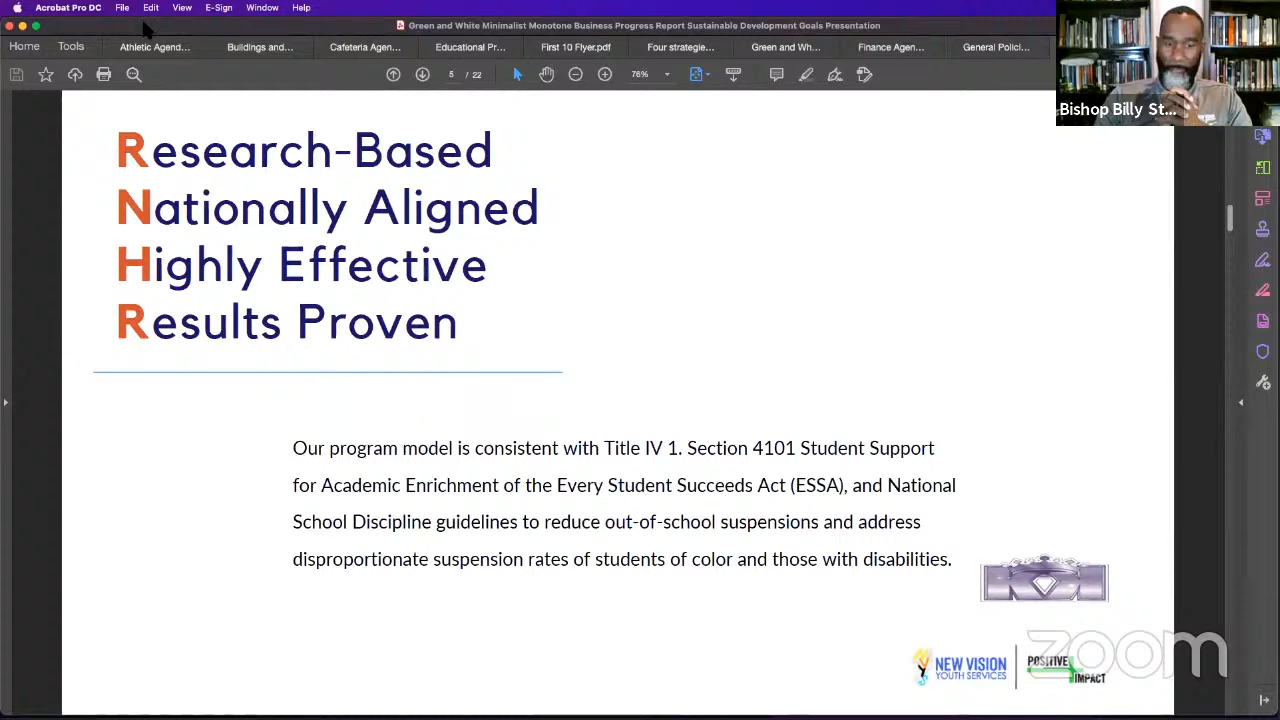 Acrobat Pro DC File Edit View E-Sign Window Help
Green and White Minimalist Monotone Business Progress Report Sustainable Development Goals Presentation
Home Tools Athletic Agend... Buildings and... Cafeteria Agen... Educational Pr... First 10 Flyer.pdf Four strategie... Green and Wh... Finance Agen... General Polici...
5 / 22 76%
Bishop Billy St...
Research-Based
Nationally Aligned
Highly Effective
Results Proven
Our program model is consistent with Title IV 1. Section 4101 Student Support
for Academic Enrichment of the Every Student Succeeds Act (ESSA), and National
School Discipline guidelines to reduce out-of-school suspensions and address
disproportionate suspension rates of students of color and those with disabilities.
NEW VISION
YOUTH SERVICES
POSITIVE
IMPACT
zoom